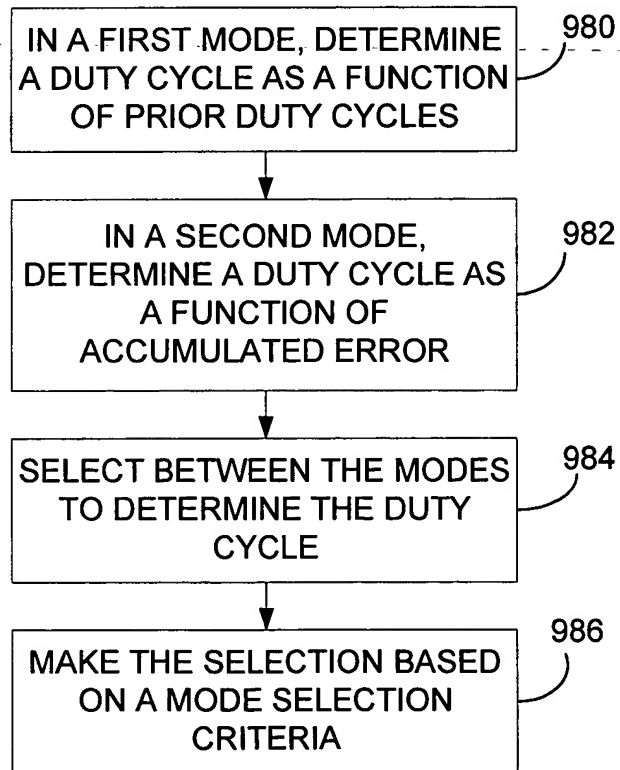 IN A FIRST MODE, DETERMINE
A DUTY CYCLE AS A FUNCTION
OF PRIOR DUTY CYCLES
980
IN A SECOND MODE,
DETERMINE A DUTY CYCLE AS
A FUNCTION OF
ACCUMULATED ERROR
982
SELECT BETWEEN THE MODES
TO DETERMINE THE DUTY
CYCLE
984
MAKE THE SELECTION BASED
ON A MODE SELECTION
CRITERIA
986